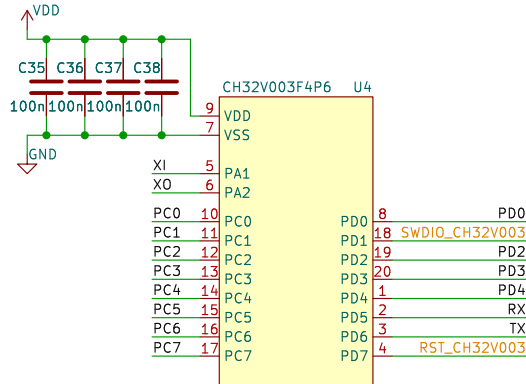 VDD
C35 C36 C37 C38
100n 100n 100n 100n
GND
CH32V003F4P6 U4
9 VDD
7 VSS
XI 5 PA1
XO 6 PA2
PC0 10 PC0 PD0 8 PD0
PC1 11 PC1 PD1 18 SWDIO_CH32V003
PC2 12 PC2 PD2 19 PD2
PC3 13 PC3 PD3 20 PD3
PC4 14 PC4 PD4 1 PD4
PC5 15 PC5 PD5 2 RX
PC6 16 PC6 PD6 3 TX
PC7 17 PC7 PD7 4 RST_CH32V003